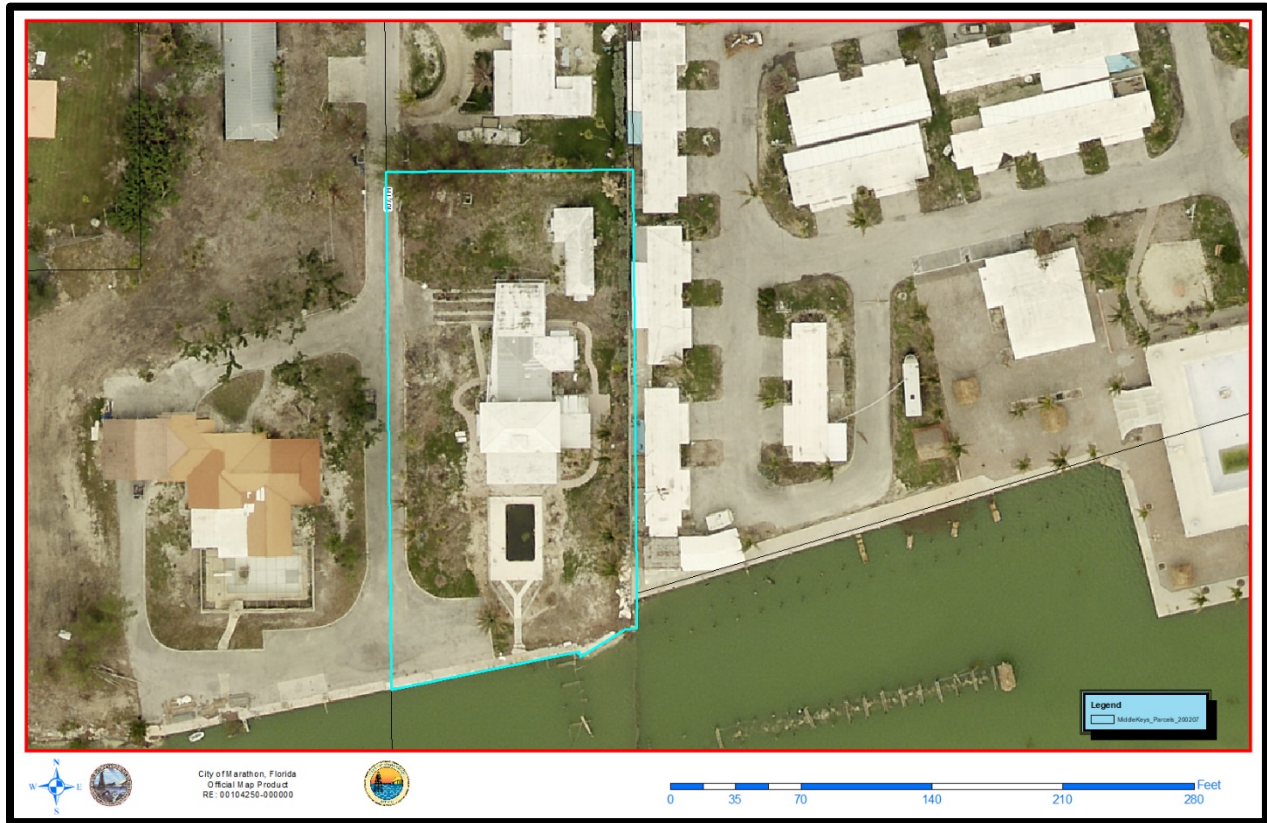 Legend
MiddleKeys_Parcels_200207
N
W
E
S
City of Marathon, Florida
Official Map Product
RE: 00104250-000000
Feet
0
35
70
140
210
280